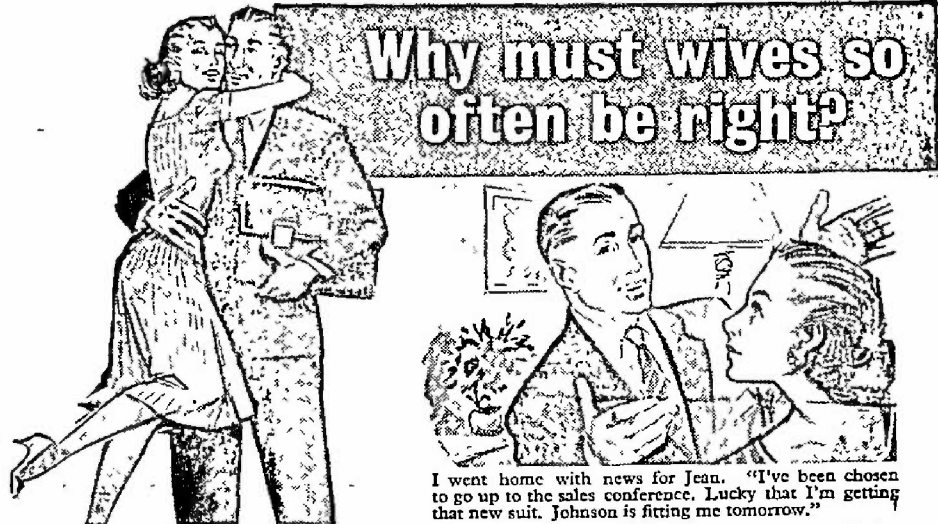 Why must wives so
often be right?
I went home with news for Jean. "I've been chosen
to go up to the sales conference. Lucky that I'm getting
that new suit. Johnson is fitting me tomorrow."